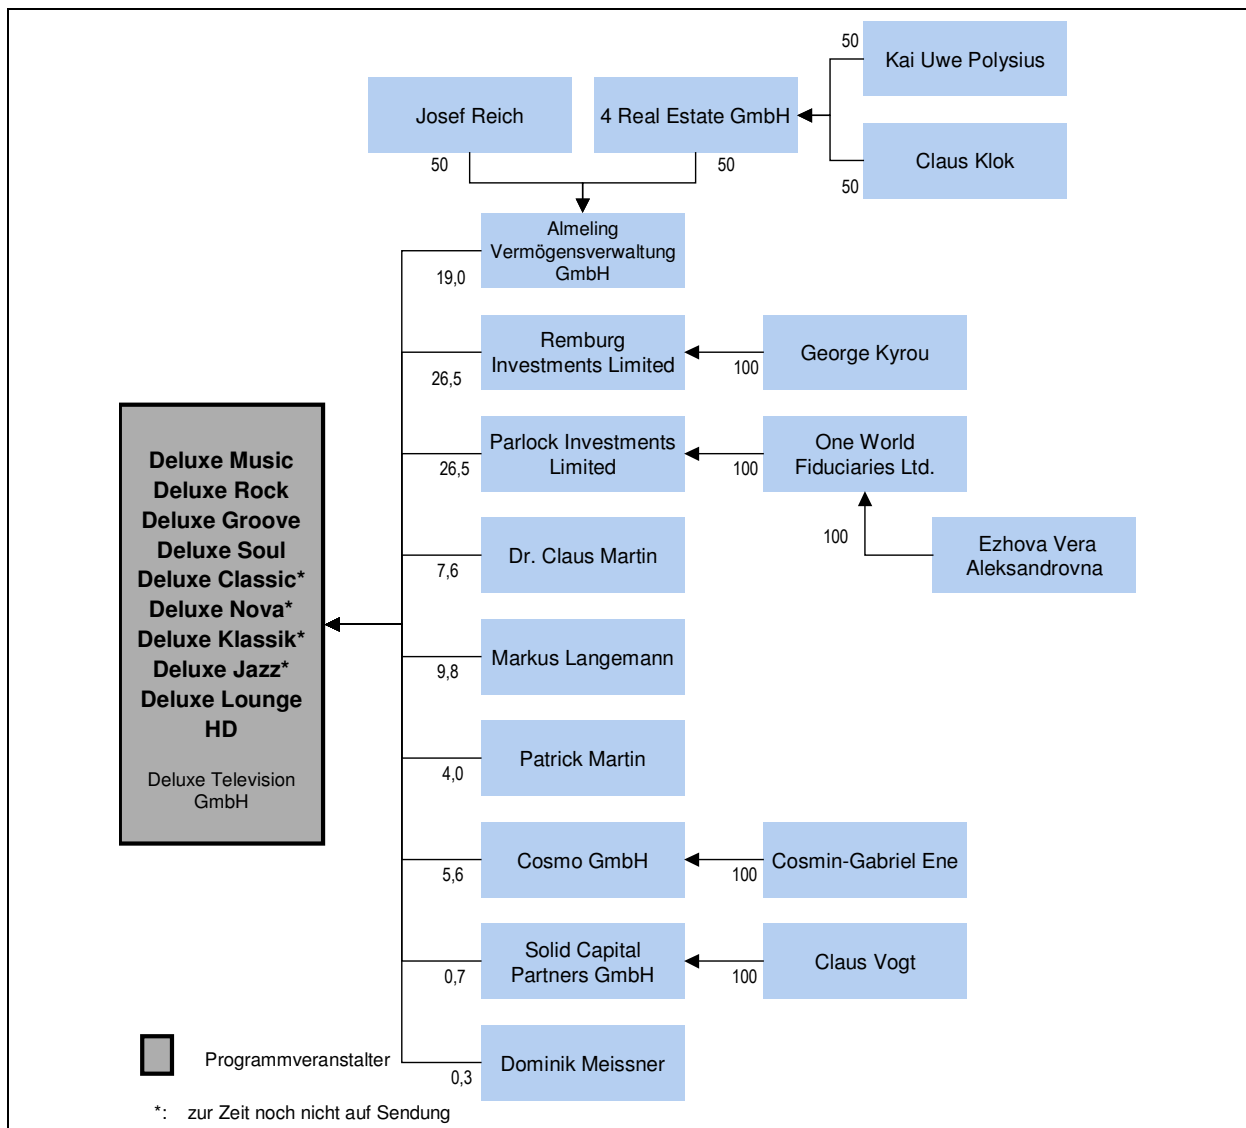 50
Kai Uwe Polysius
Josef Reich
4 Real Estate GmbH
Claus Klok
50
50
50
Almeling
Vermögensverwaltung
GmbH
19,0
Remburg
Investments Limited
George Kyrou
26,5
100
Parlock Investments
Limited
One World
Fiduciaries Ltd.
26,5
100
100
Ezhova Vera
Aleksandrovna
Deluxe Music
Deluxe Rock
Deluxe Groove
Deluxe Soul
Deluxe Classic*
Deluxe Nova*
Deluxe Klassik*
Deluxe Jazz*
Deluxe Lounge
HD
Deluxe Television
GmbH
Dr. Claus Martin
7,6
Markus Langemann
9,8
Patrick Martin
4,0
Cosmo GmbH
Cosmin-Gabriel Ene
5,6
100
Solid Capital
Partners GmbH
Claus Vogt
0,7
100
Dominik Meissner
0,3
Programmveranstalter
*: zur Zeit noch nicht auf Sendung